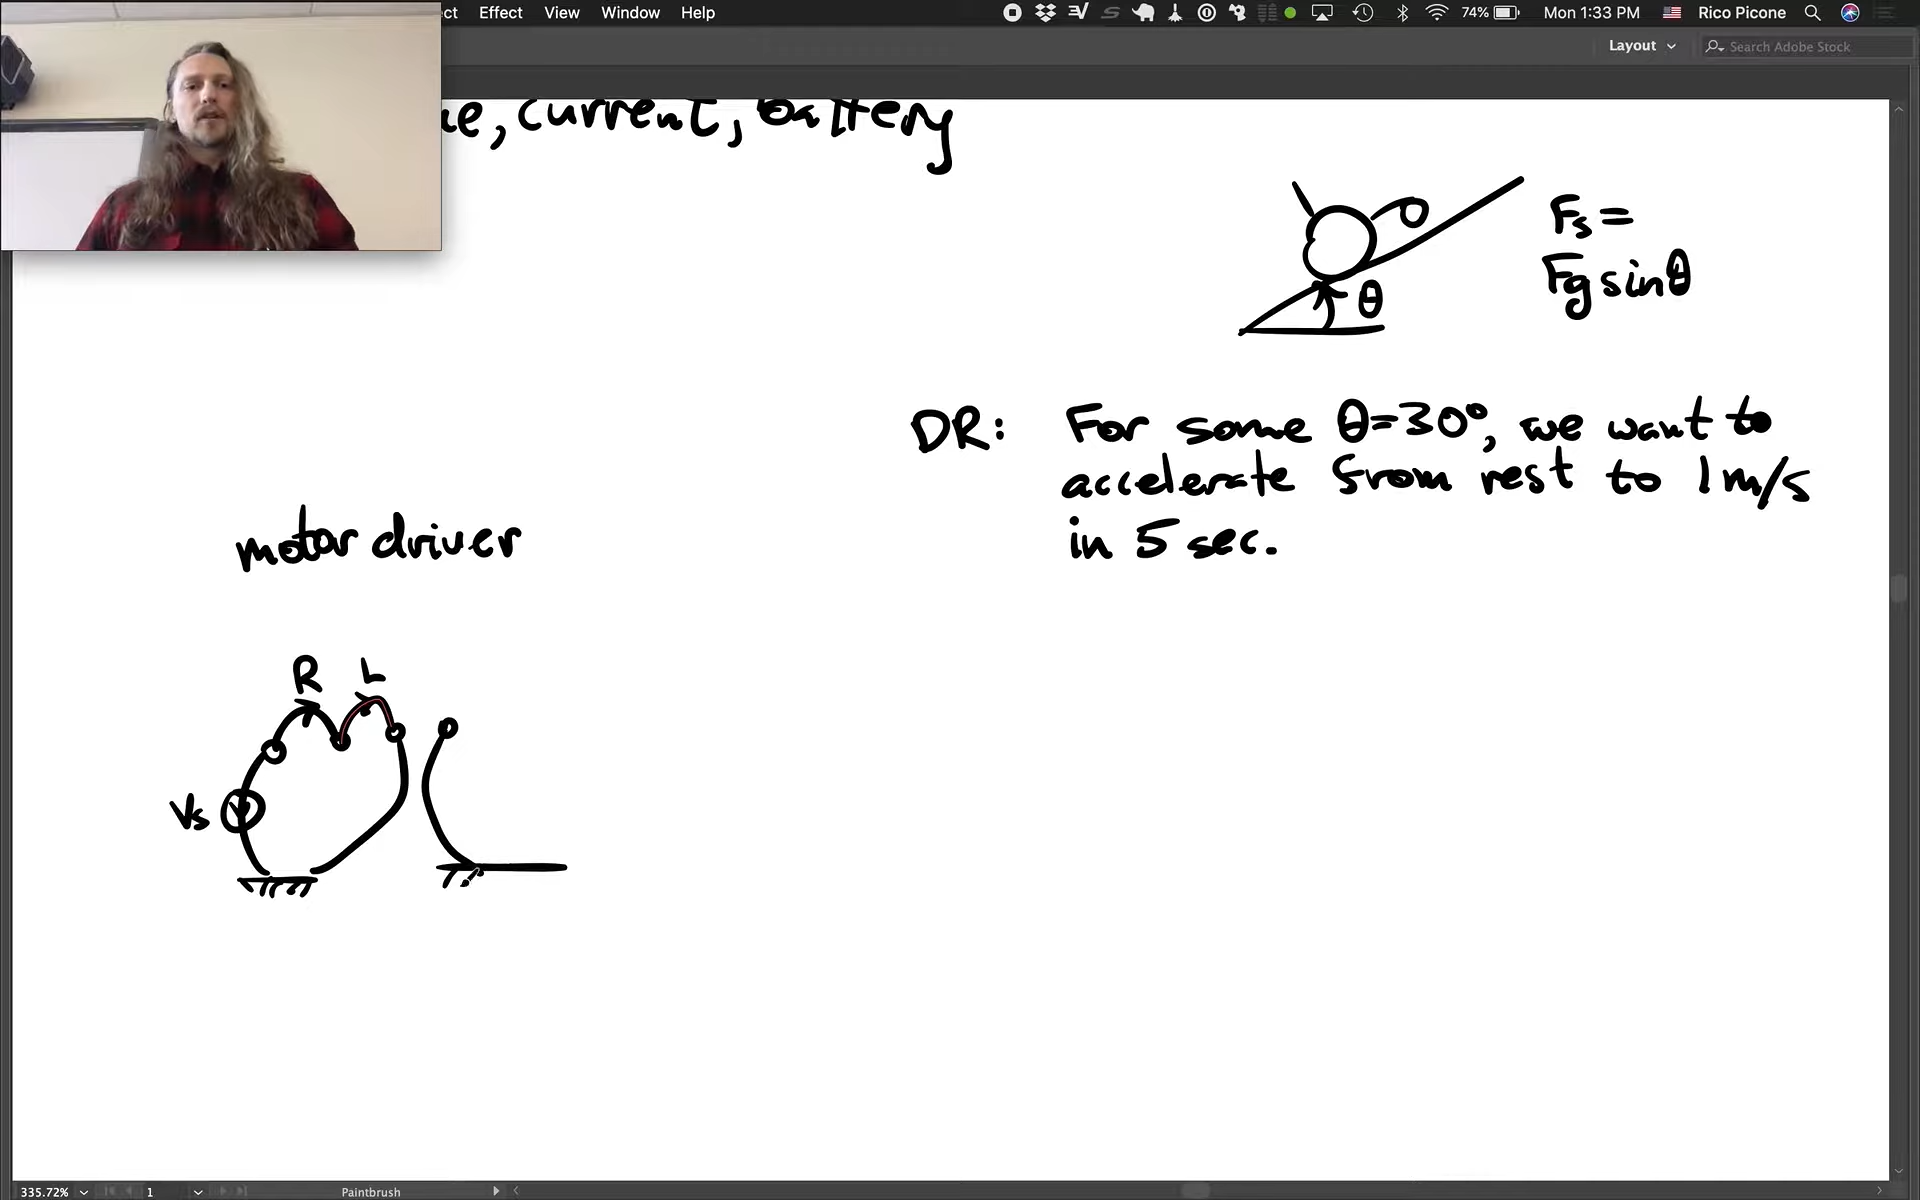 Effect View Window Help 74% Mon 1:33 PM Rico Picone
Layout Search Adobe Stock
, current, battery
Fs =
Fg sinθ
θ
DR: For some θ=30°, we want to
accelerate from rest to 1 m/s
in 5 sec.
motor driver
R L
Vs
335.72% 1 Paintbrush